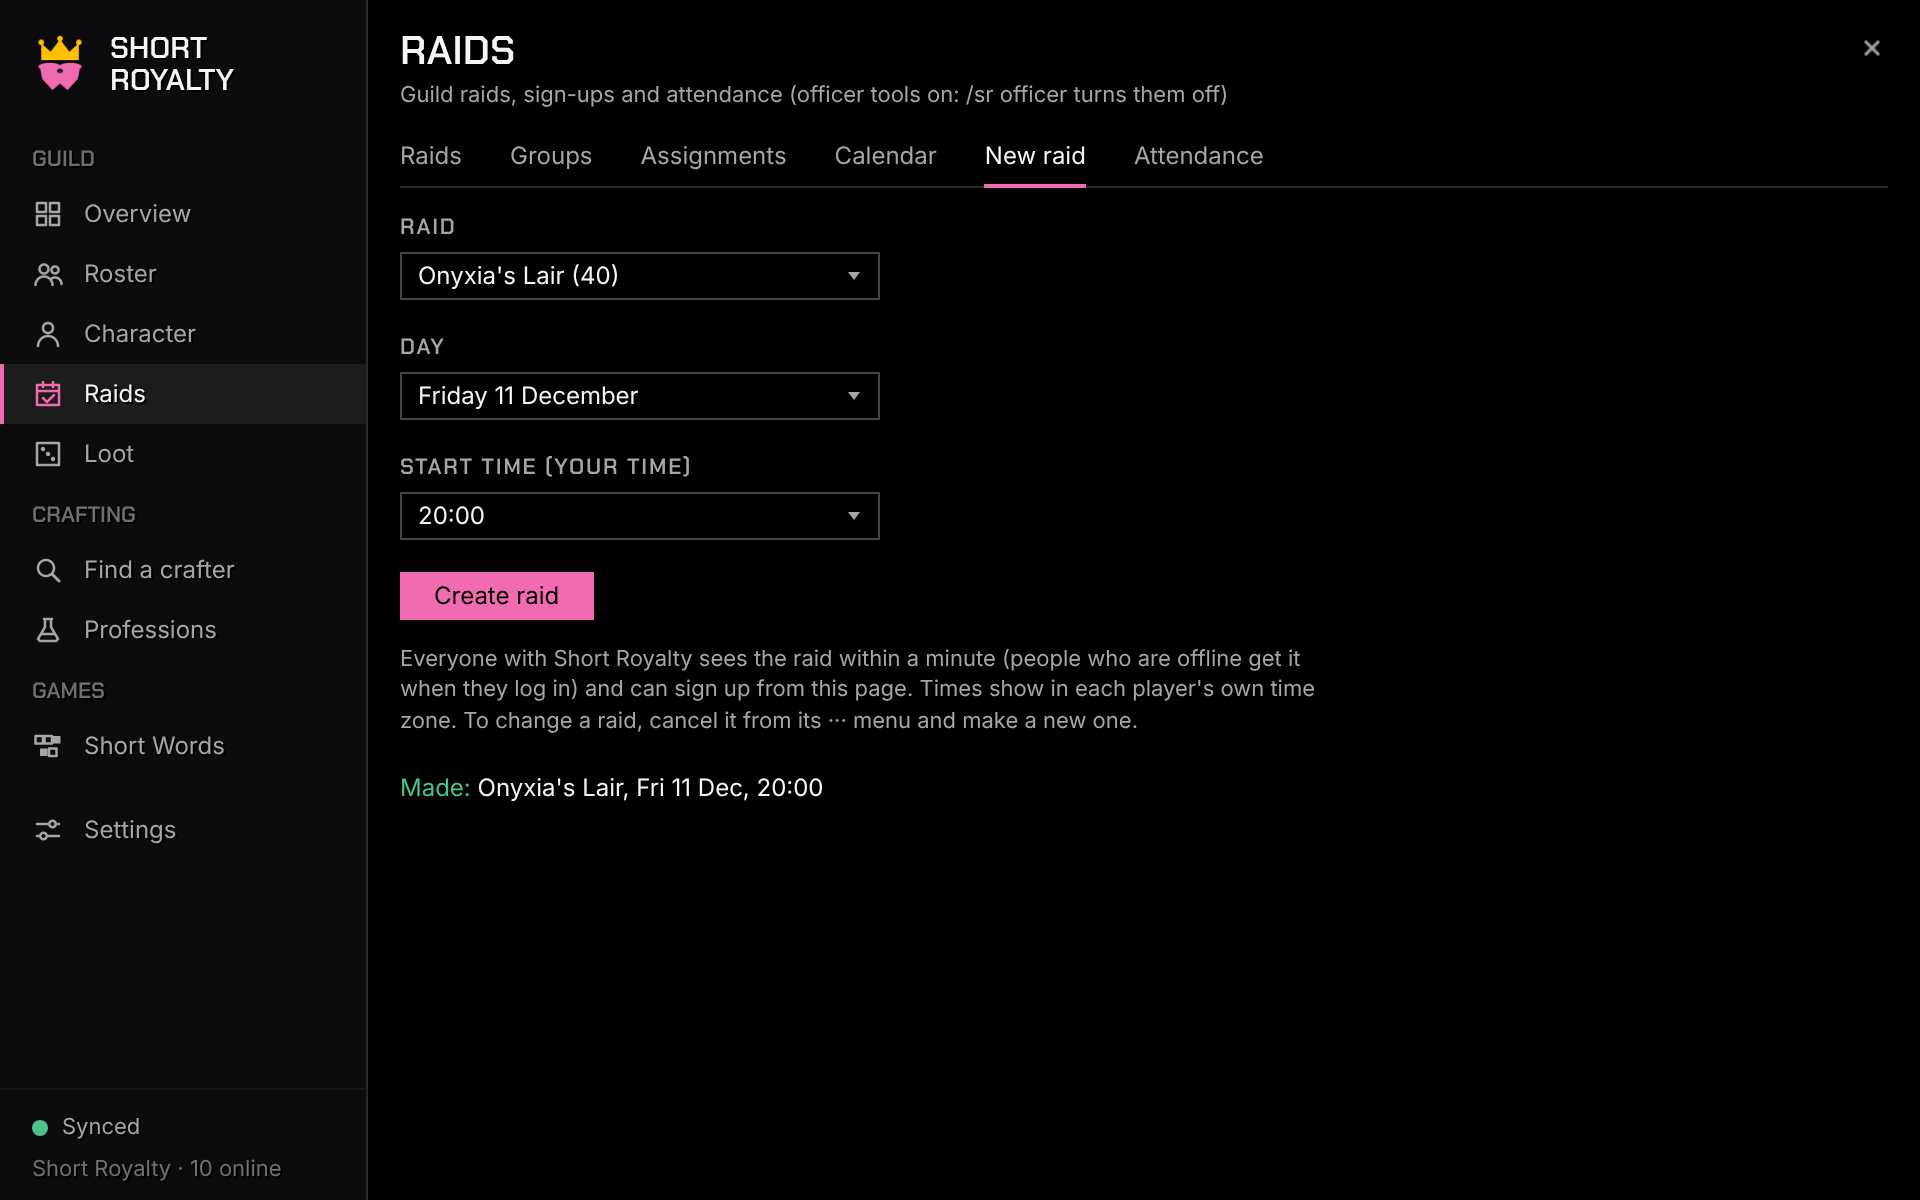 SHORT
ROYALTY
GUILD
Overview
Roster
Character
Raids
Loot
CRAFTING
Find a crafter
Professions
GAMES
Short Words
Settings
Synced
Short Royalty · 10 online
RAIDS
Guild raids, sign-ups and attendance (officer tools on: /sr officer turns them off)
Raids Groups Assignments Calendar New raid Attendance
RAID
Onyxia's Lair (40)
DAY
Friday 11 December
START TIME (YOUR TIME)
20:00
Create raid
Everyone with Short Royalty sees the raid within a minute (people who are offline get it
when they log in) and can sign up from this page. Times show in each player's own time
zone. To change a raid, cancel it from its ··· menu and make a new one.
Made: Onyxia's Lair, Fri 11 Dec, 20:00